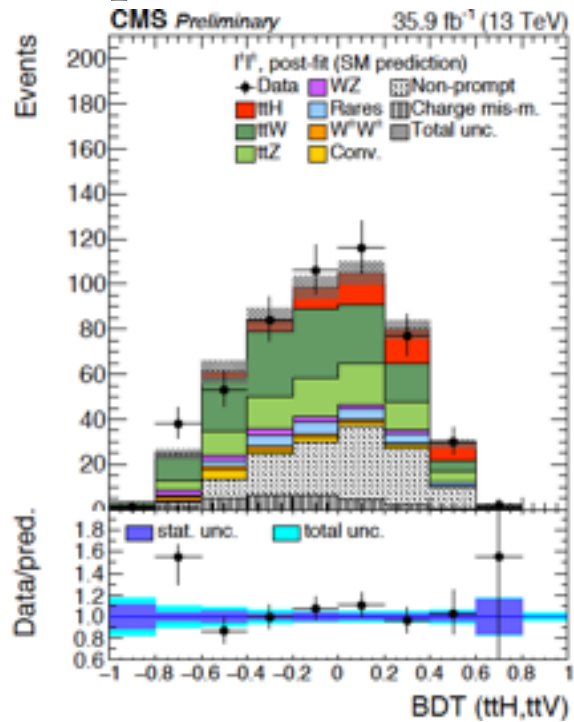 CMS Preliminary 35.9 fb⁻¹ (13 TeV)
post-fit (SM prediction)
Data
ttH
ttW
ttZ
WZ
Rares
Conv.
Non-prompt
Charge mis-m.
Total unc.
Events
200
180
160
140
120
100
80
60
40
20
0
stat. unc.
total unc.
Data/pred.
1.8
1.6
1.4
1.2
1.0
0.8
0.6
-1 -0.8 -0.6 -0.4 -0.2 0 0.2 0.4 0.6 0.8 1
BDT (ttH,ttV)